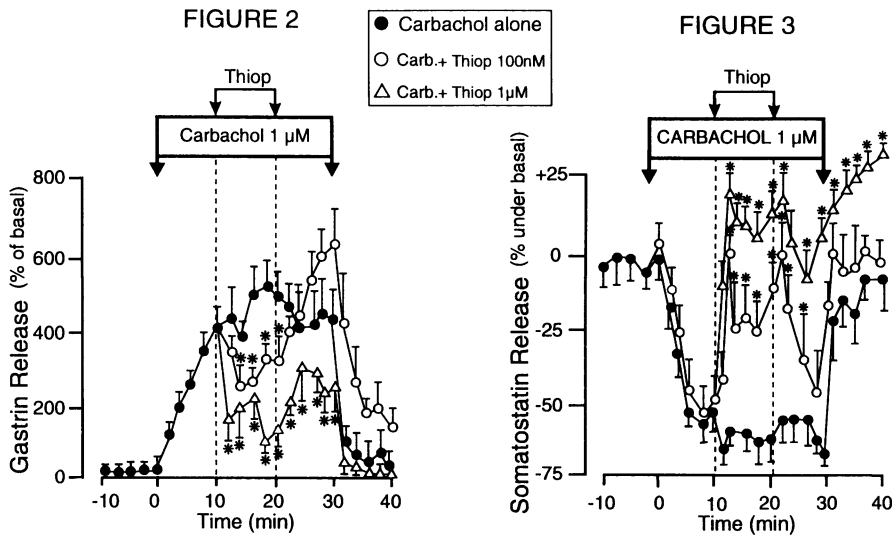 FIGURE 2
Carbachol alone
Carb.+ Thiop 100nM
Carb.+ Thiop 1µM
FIGURE 3
Thiop
Carbachol 1 µM
800
600
400
200
0
Gastrin Release (% of basal)
-10 0 10 20 30 40
Time (min)
* * * * * * * * * * * * * *
Thiop
CARBACHOL 1 µM
+25
0
-25
-50
-75
Somatostatin Release (% under basal)
-10 0 10 20 30 40
Time (min)